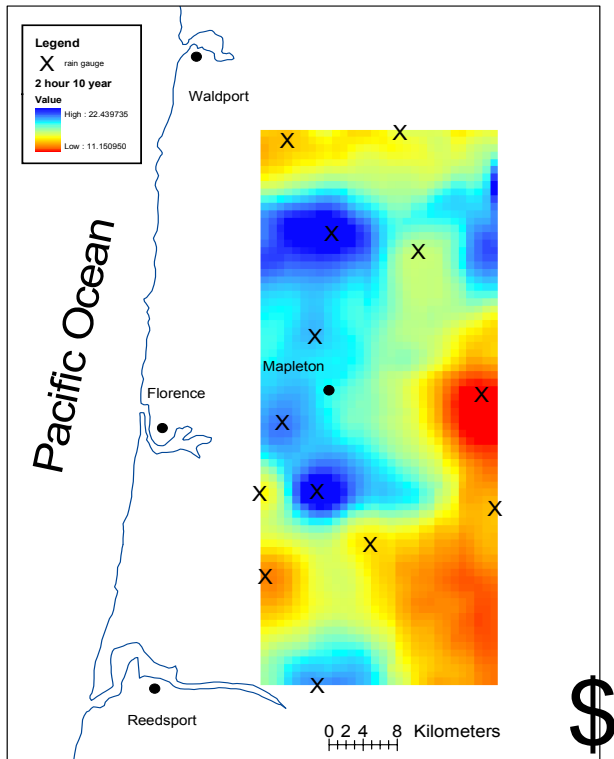 Legend
X rain gauge
2 hour 10 year
Value
High : 22.439735
Low : 11.150950
Waldport
X X
X
X
X
Mapleton
X
Pacific Ocean
Florence
X
X X
X
X
X
X
Reedsport
0 2 4 8 Kilometers
$